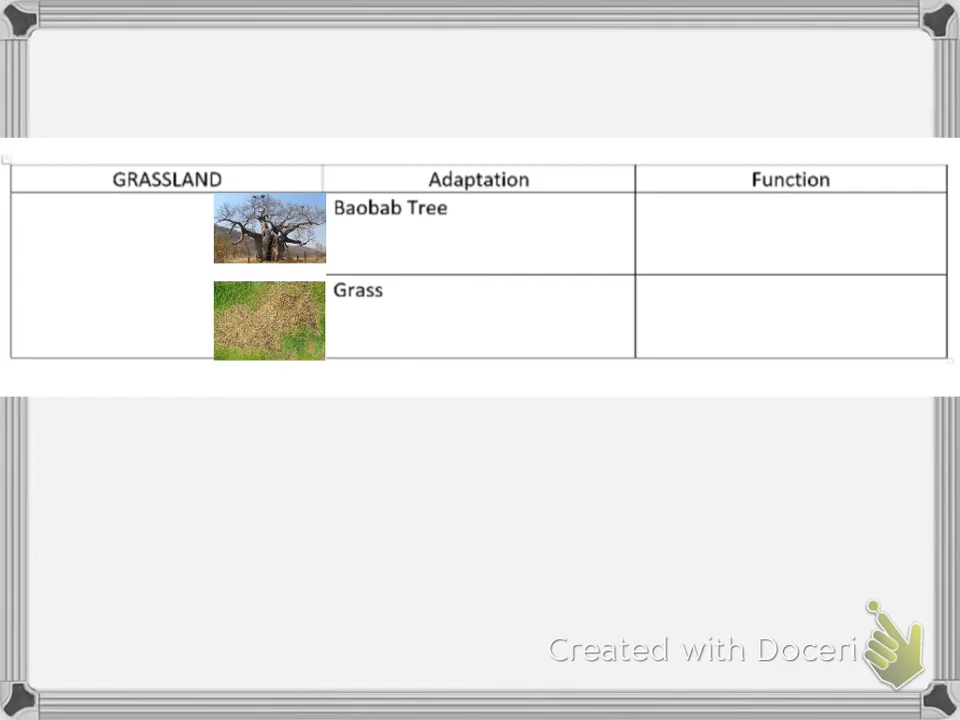 GRASSLAND Adaptation Function
Baobab Tree
Grass
Created with Doceri